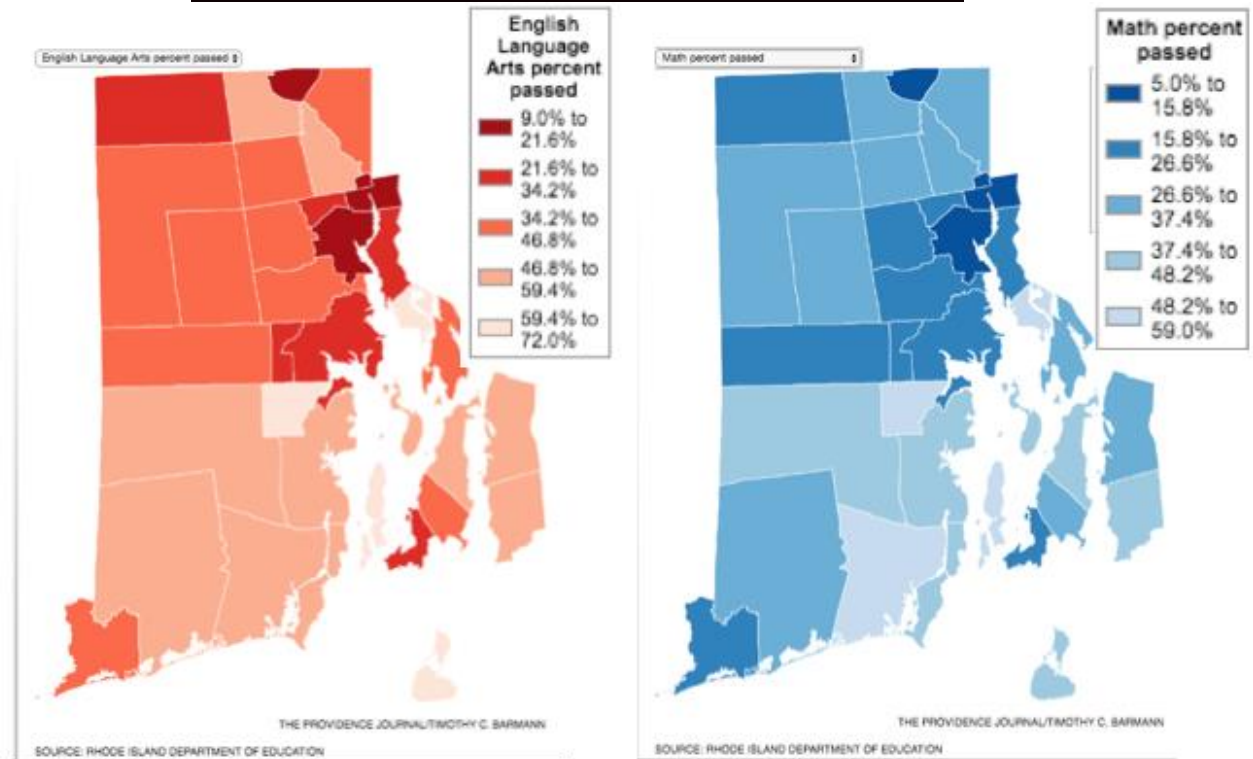 English Language Arts percent passed
English
Language
Arts percent
passed
9.0% to
21.6%
21.6% to
34.2%
34.2% to
46.8%
46.8% to
59.4%
59.4% to
72.0%
THE PROVIDENCE JOURNAL/TIMOTHY C. BARMANN
SOURCE: RHODE ISLAND DEPARTMENT OF EDUCATION
Math percent passed
Math percent
passed
5.0% to
15.8%
15.8% to
26.6%
26.6% to
37.4%
37.4% to
48.2%
48.2% to
59.0%
THE PROVIDENCE JOURNAL/TIMOTHY C. BARMANN
SOURCE: RHODE ISLAND DEPARTMENT OF EDUCATION